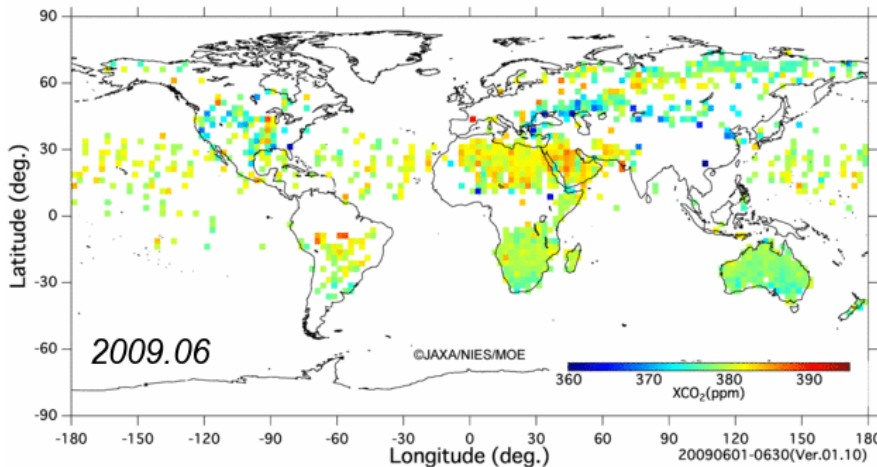 90
60
30
0
-30
-60
-90
Latitude (deg.)
2009.06
©JAXA/NIES/MOE
360 370 380 390
XCO₂(ppm)
-180 -150 -120 -90 -60 -30 0 30 60 90 120 150 180
Longitude (deg.)
20090601-0630(Ver.01.10)